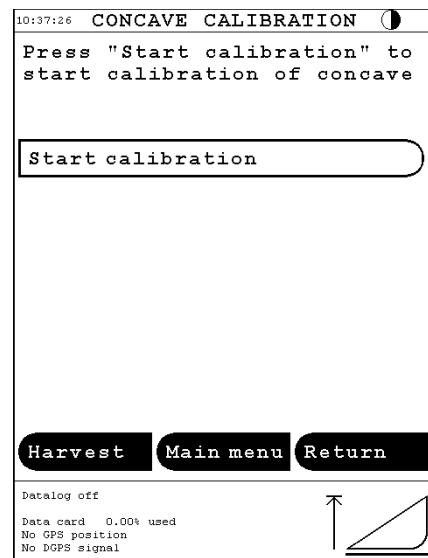 10:37:26 CONCAVE CALIBRATION
Press "Start calibration" to
start calibration of concave
Start calibration
Harvest Main menu Return
Datalog off
Data card 0.00% used
No GPS position
No DGPS signal